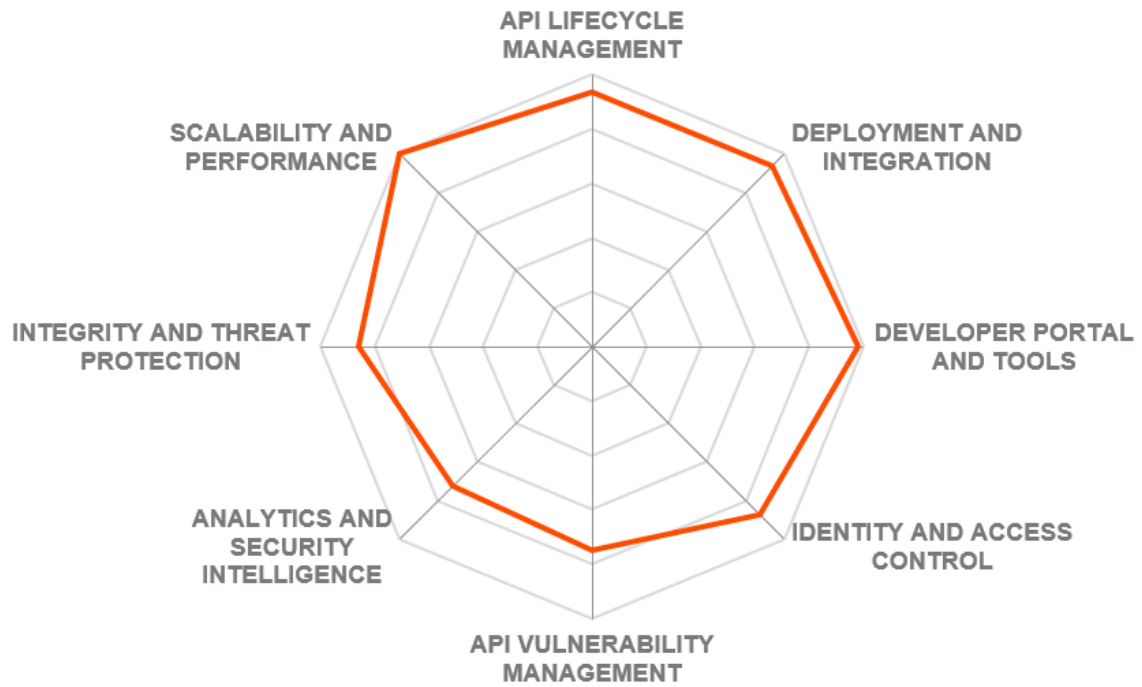 API LIFECYCLE
MANAGEMENT
DEPLOYMENT AND
INTEGRATION
DEVELOPER PORTAL
AND TOOLS
IDENTITY AND ACCESS
CONTROL
API VULNERABILITY
MANAGEMENT
ANALYTICS AND
SECURITY
INTELLIGENCE
INTEGRITY AND THREAT
PROTECTION
SCALABILITY AND
PERFORMANCE